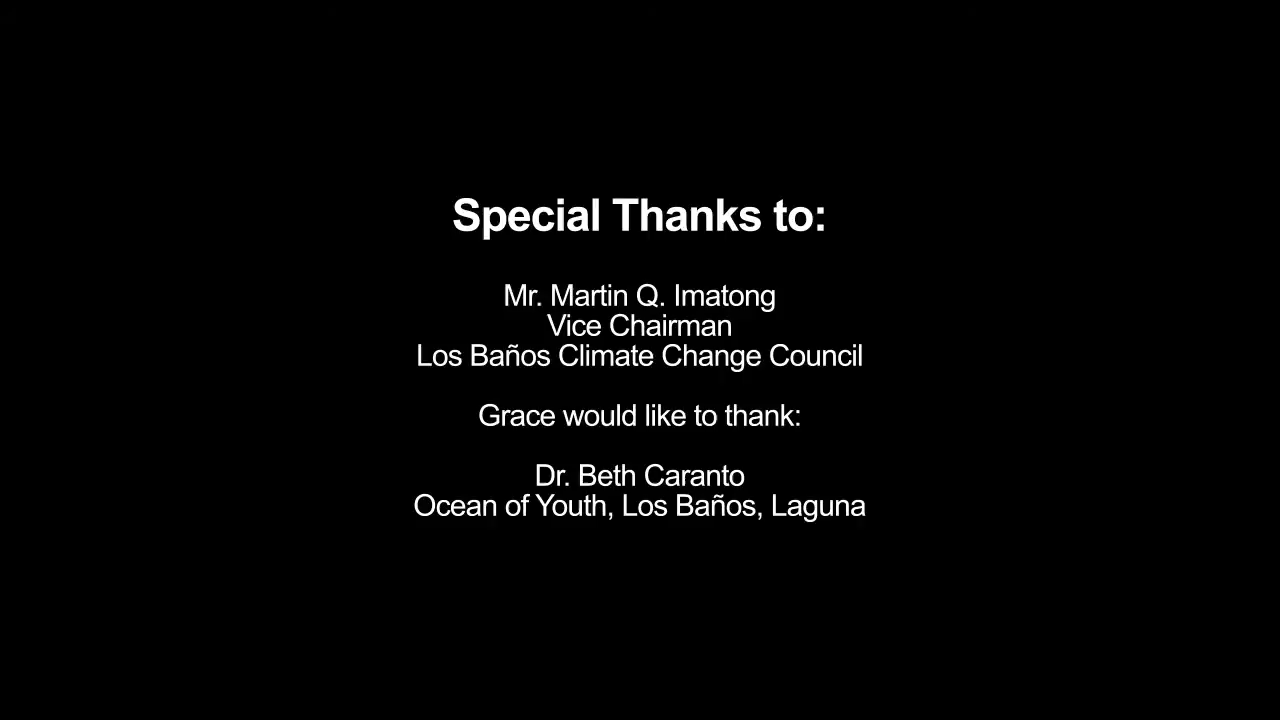 Special Thanks to:
Mr. Martin Q. Imatong
Vice Chairman
Los Baños Climate Change Council
Grace would like to thank:
Dr. Beth Caranto
Ocean of Youth, Los Baños, Laguna